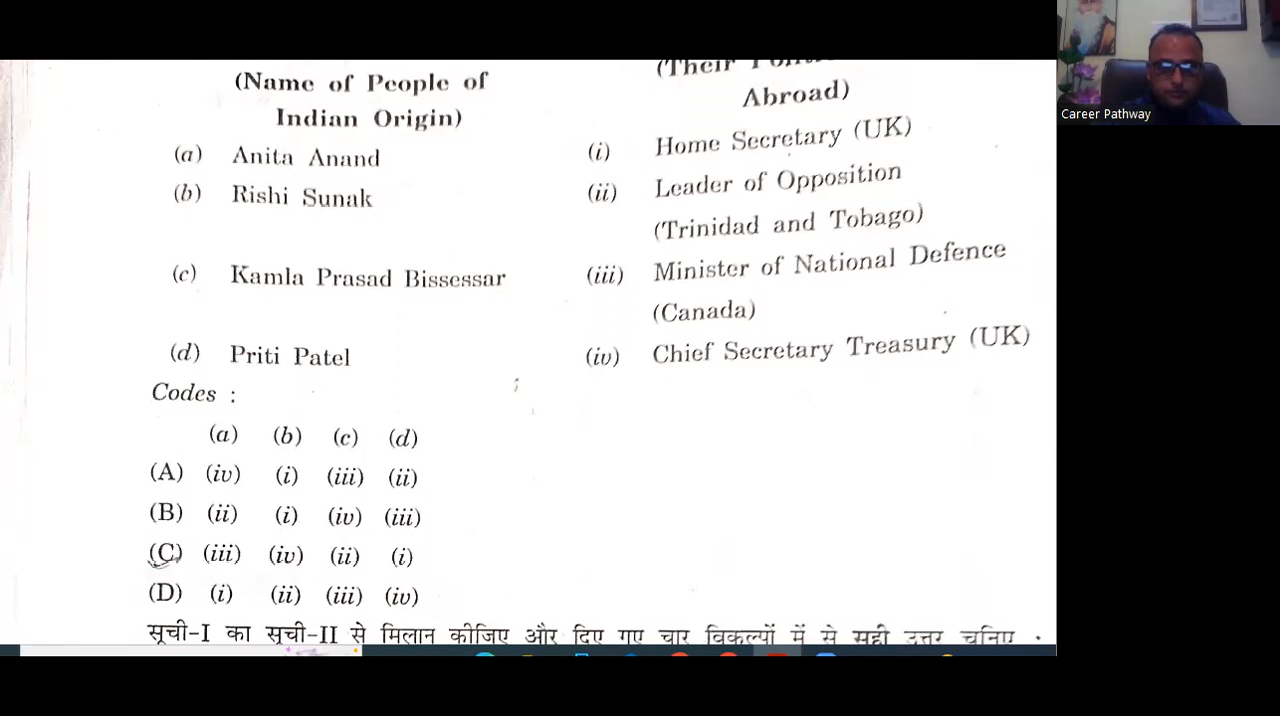 (Name of People of
Indian Origin)
(Their
Abroad)
Career Pathway
(a) Anita Anand (i) Home Secretary (UK)
(b) Rishi Sunak (ii) Leader of Opposition
(Trinidad and Tobago)
(c) Kamla Prasad Bissessar (iii) Minister of National Defence
(Canada)
(d) Priti Patel (iv) Chief Secretary Treasury (UK)
Codes :
(a) (b) (c) (d)
(A) (iv) (i) (iii) (ii)
(B) (ii) (i) (iv) (iii)
(C) (iii) (iv) (ii) (i)
(D) (i) (ii) (iii) (iv)
सूची-I का सूची-II से मिलान कीजिए और दिए गए चार विकल्पों में से सही उत्तर चुनिए :